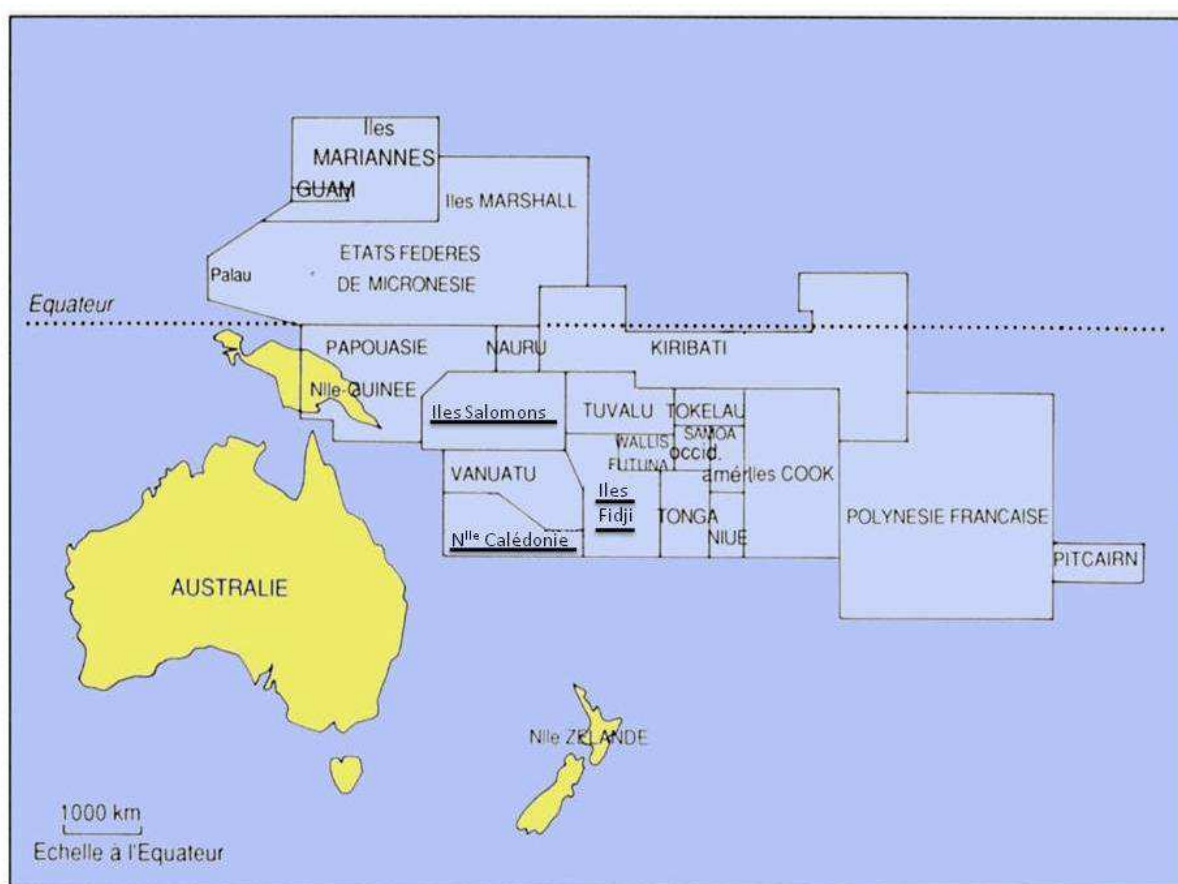 Iles
MARIANNES
GUAM
Iles MARSHALL
ETATS FEDERES
DE MICRONESIE
Palau
Equateur
PAPOUASIE
Nlle-GUINEE
NAURU
KIRIBATI
Iles Salomons
TUVALU
TOKELAU
WALLIS
FUTUNA
SAMOA
occid.
amér.
Iles COOK
VANUATU
Iles
Fidji
TONGA
NIUE
Nlle Calédonie
POLYNESIE FRANCAISE
PITCAIRN
AUSTRALIE
Nlle ZELANDE
1000 km
Echelle à l'Equateur